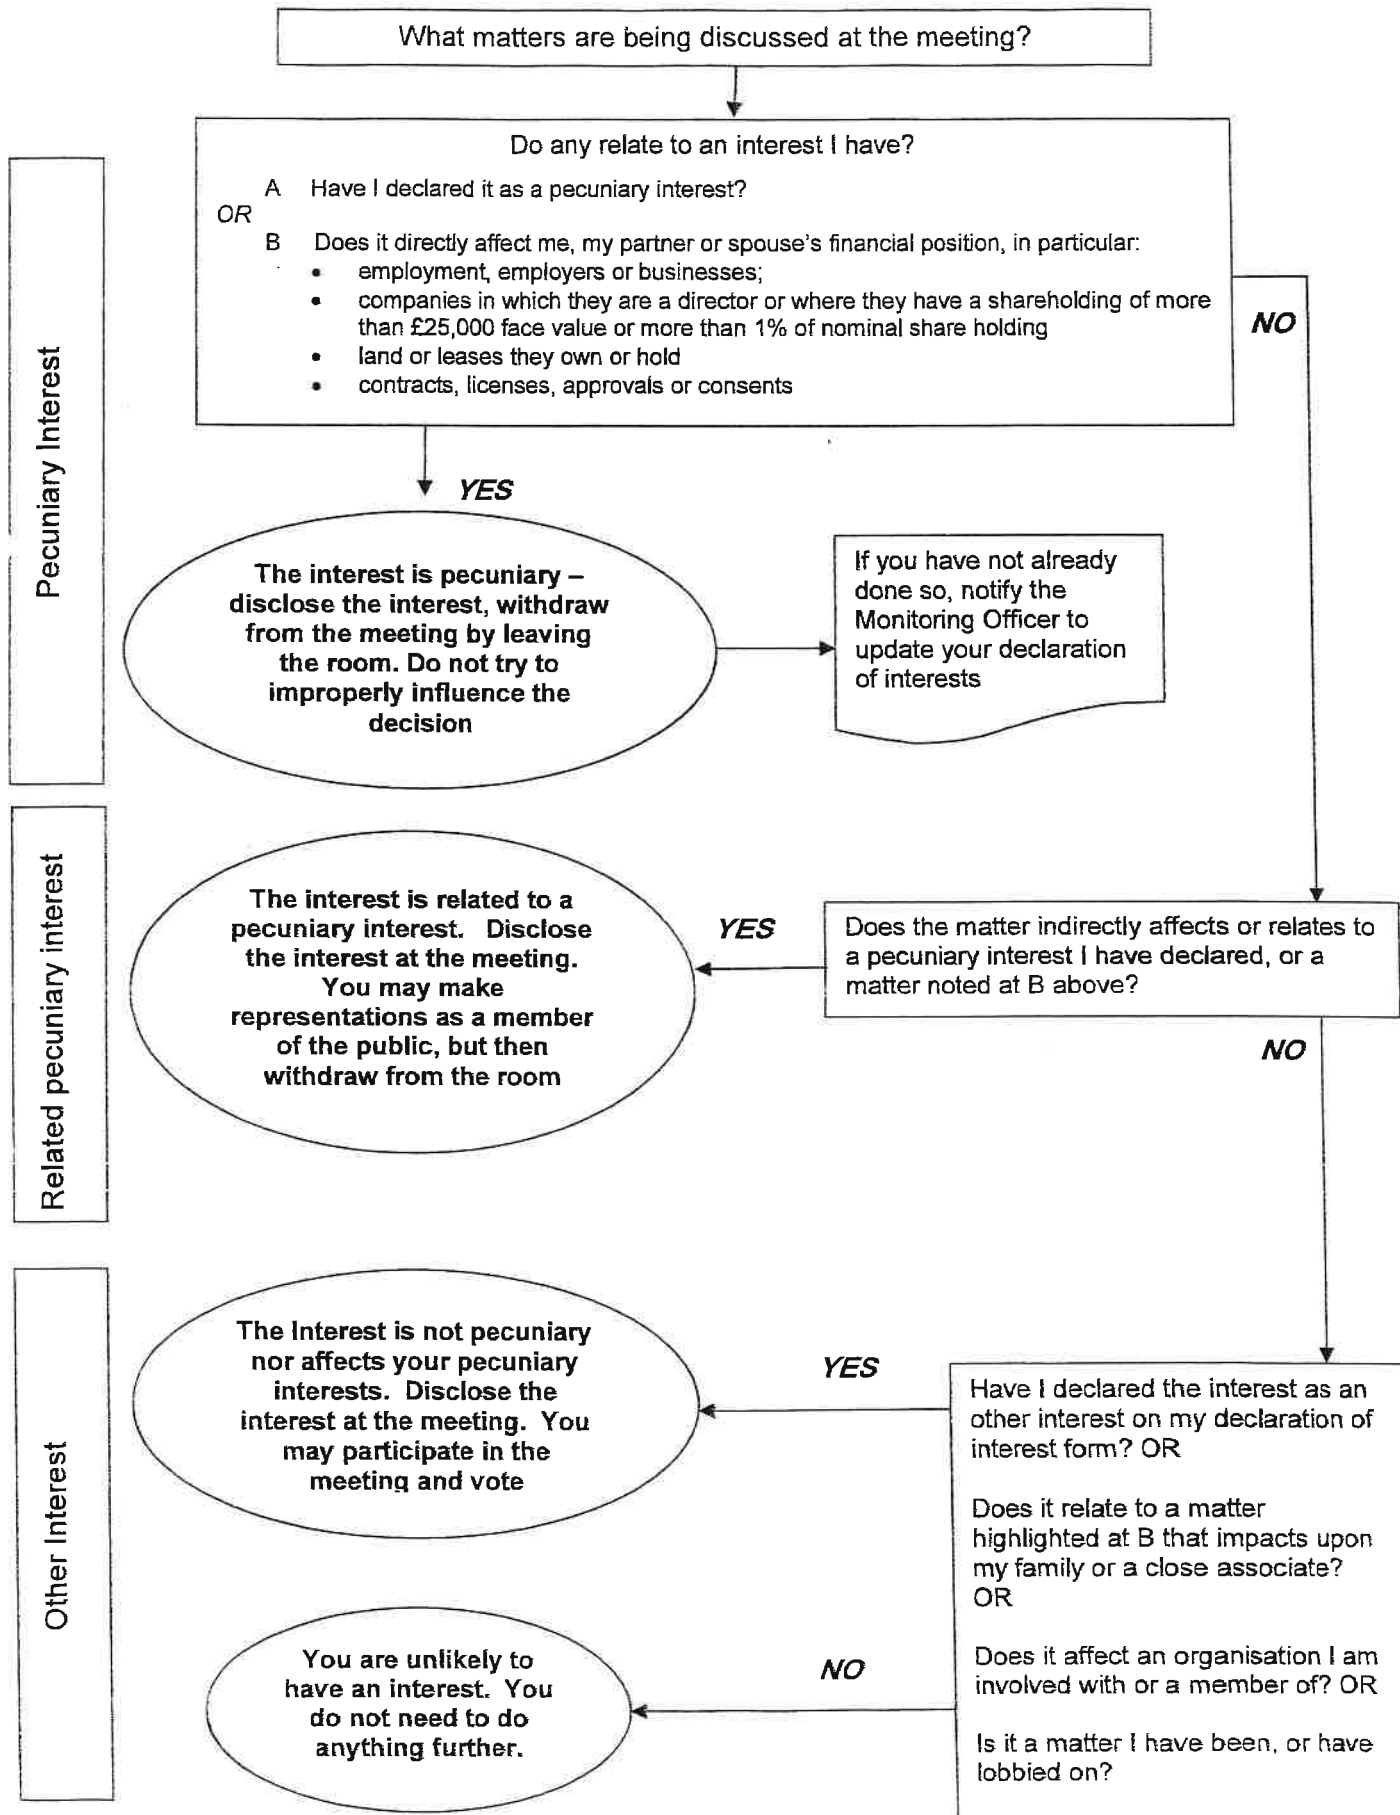 What matters are being discussed at the meeting?
Do any relate to an interest I have?
A Have I declared it as a pecuniary interest?
OR
B Does it directly affect me, my partner or spouse's financial position, in particular:
• employment, employers or businesses;
• companies in which they are a director or where they have a shareholding of more
than £25,000 face value or more than 1% of nominal share holding
• land or leases they own or hold
• contracts, licenses, approvals or consents
NO
Pecuniary Interest
YES
The interest is pecuniary –
disclose the interest, withdraw
from the meeting by leaving
the room. Do not try to
improperly influence the
decision
If you have not already
done so, notify the
Monitoring Officer to
update your declaration
of interests
Related pecuniary interest
The interest is related to a
pecuniary interest. Disclose
the interest at the meeting.
You may make
representations as a member
of the public, but then
withdraw from the room
YES
Does the matter indirectly affects or relates to
a pecuniary interest I have declared, or a
matter noted at B above?
NO
Other Interest
The Interest is not pecuniary
nor affects your pecuniary
interests. Disclose the
interest at the meeting. You
may participate in the
meeting and vote
YES
Have I declared the interest as an
other interest on my declaration of
interest form? OR
Does it relate to a matter
highlighted at B that impacts upon
my family or a close associate?
OR
Does it affect an organisation I am
involved with or a member of? OR
Is it a matter I have been, or have
lobbied on?
NO
You are unlikely to
have an interest. You
do not need to do
anything further.